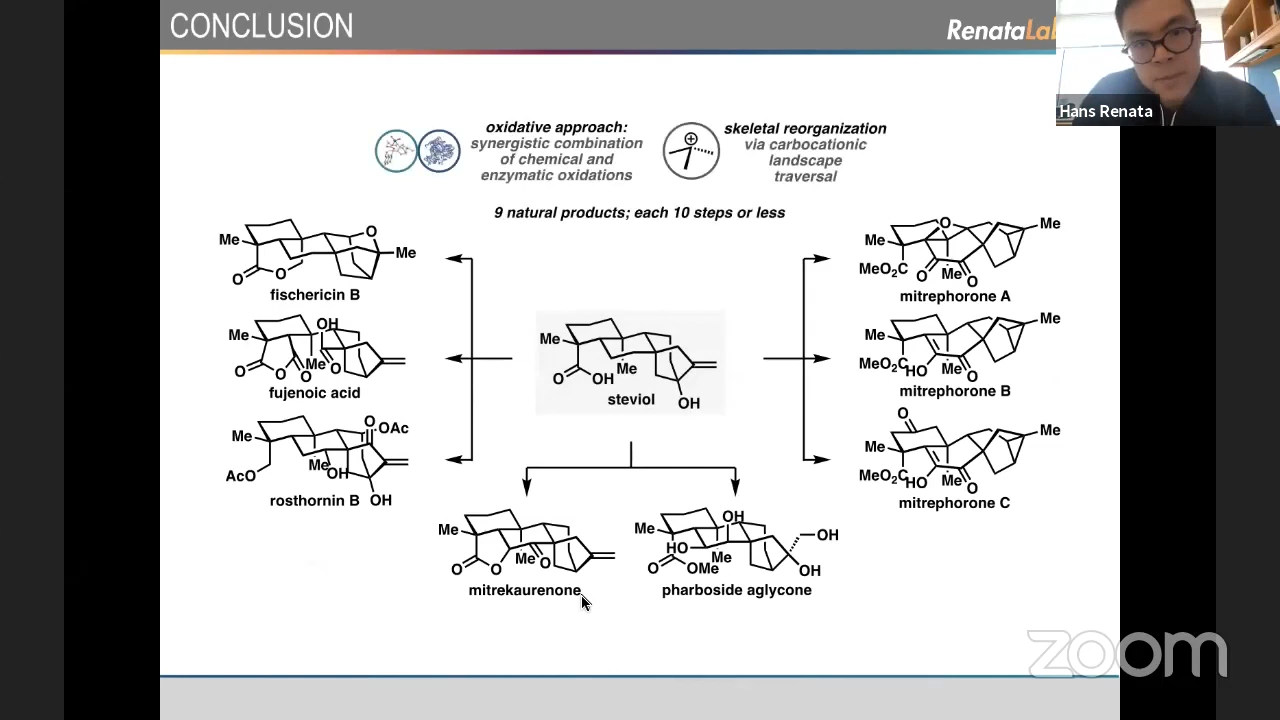 CONCLUSION
RenataLa
Hans Renata
oxidative approach:
synergistic combination
of chemical and
enzymatic oxidations
skeletal reorganization
via carbocationic
landscape
traversal
9 natural products; each 10 steps or less
O
Me
Me
O
O
fischericin B
OH
Me
O
O
O
Me
O
fujenoic acid
O
OAc
Me
Me
AcO
OH
OH
rosthornin B
Me
O
OH
Me
OH
steviol
O
Me
Me
MeO2C
O
Me
O
mitrephorone A
Me
Me
MeO2C
HO
Me
O
mitrephorone B
O
Me
Me
MeO2C
HO
Me
O
mitrephorone C
Me
O
O
Me
O
mitrekaurenone
OH
Me
HO
OH
Me
O
OMe
OH
pharboside aglycone
zoom